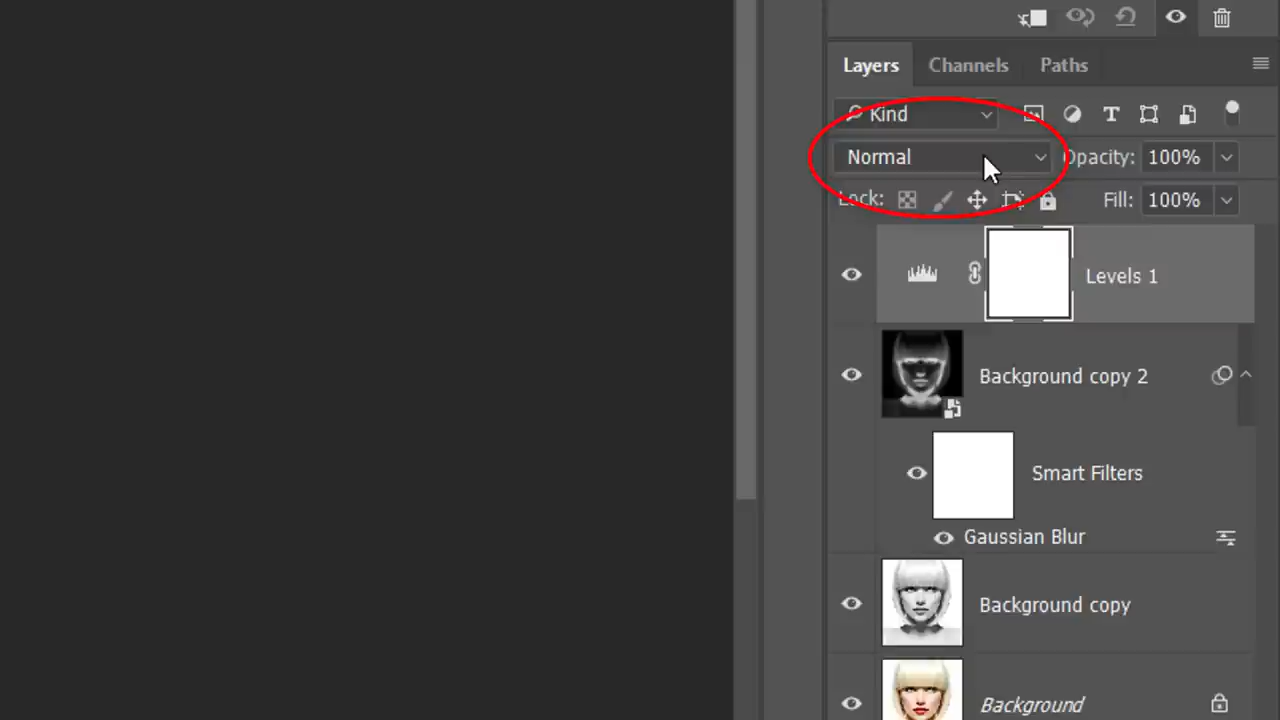 Layers Channels Paths
Kind
Normal Opacity: 100%
Lock: Fill: 100%
Levels 1
Background copy 2
Smart Filters
Gaussian Blur
Background copy
Background